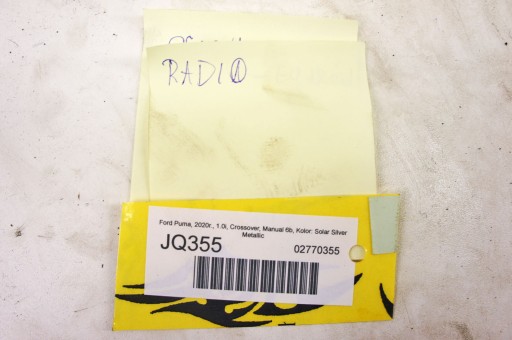 RADIO
Ford Puma, 2020r., 1.0i, Crossover, Manual 6b, Kolor: Solar Silver
Metallic
JQ355
02770355